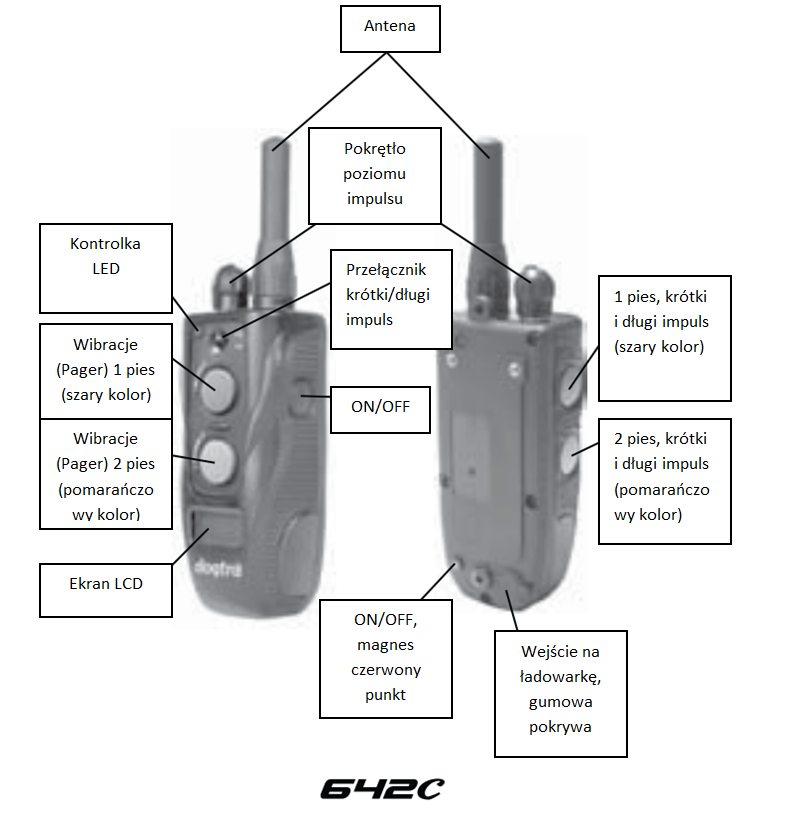 Antena
Pokrętło
poziomu
impulsu
Kontrolka
LED
Przełącznik
krótki/długi
impuls
1 pies, krótki
i długi impuls
(szary kolor)
Wibracje
(Pager) 1 pies
(szary kolor)
ON/OFF
Wibracje
(Pager) 2 pies
(pomarańczo
wy kolor)
2 pies, krótki
i długi impuls
(pomarańczo
wy kolor)
Ekran LCD
dogtra
ON/OFF,
magnes
czerwony
punkt
Wejście na
ładowarkę,
gumowa
pokrywa
642C